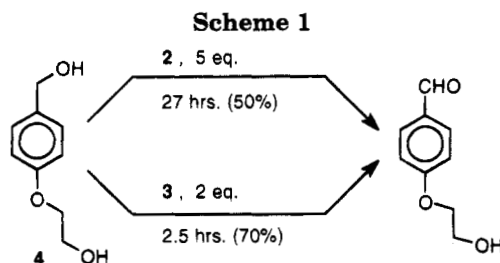 Scheme 1
OH
2 , 5 eq.
27 hrs. (50%)
CHO
O
4
OH
3 , 2 eq.
2.5 hrs. (70%)
O
OH